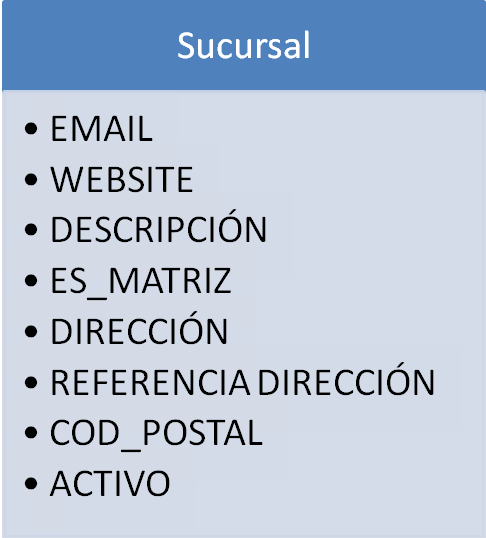 Sucursal
• EMAIL
• WEBSITE
• DESCRIPCIÓN
• ES_MATRIZ
• DIRECCIÓN
• REFERENCIA DIRECCIÓN
• COD_POSTAL
• ACTIVO